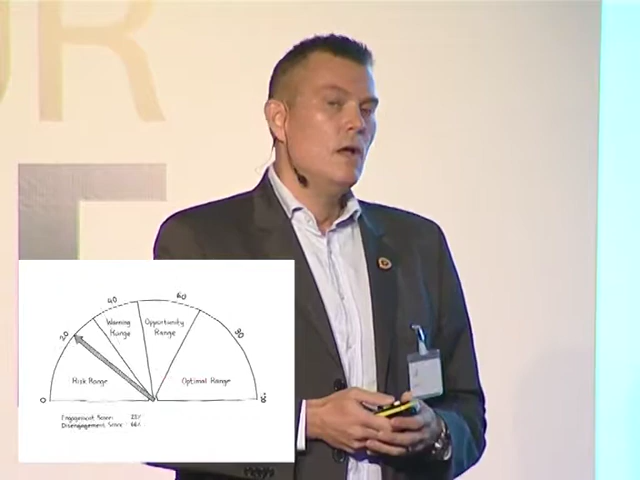 UR
40
60
Warning Range
Opportunity Range
20
80
Risk Range
Optimal Range
0
Engagement Score: 23%
Disengagement Score: 66%